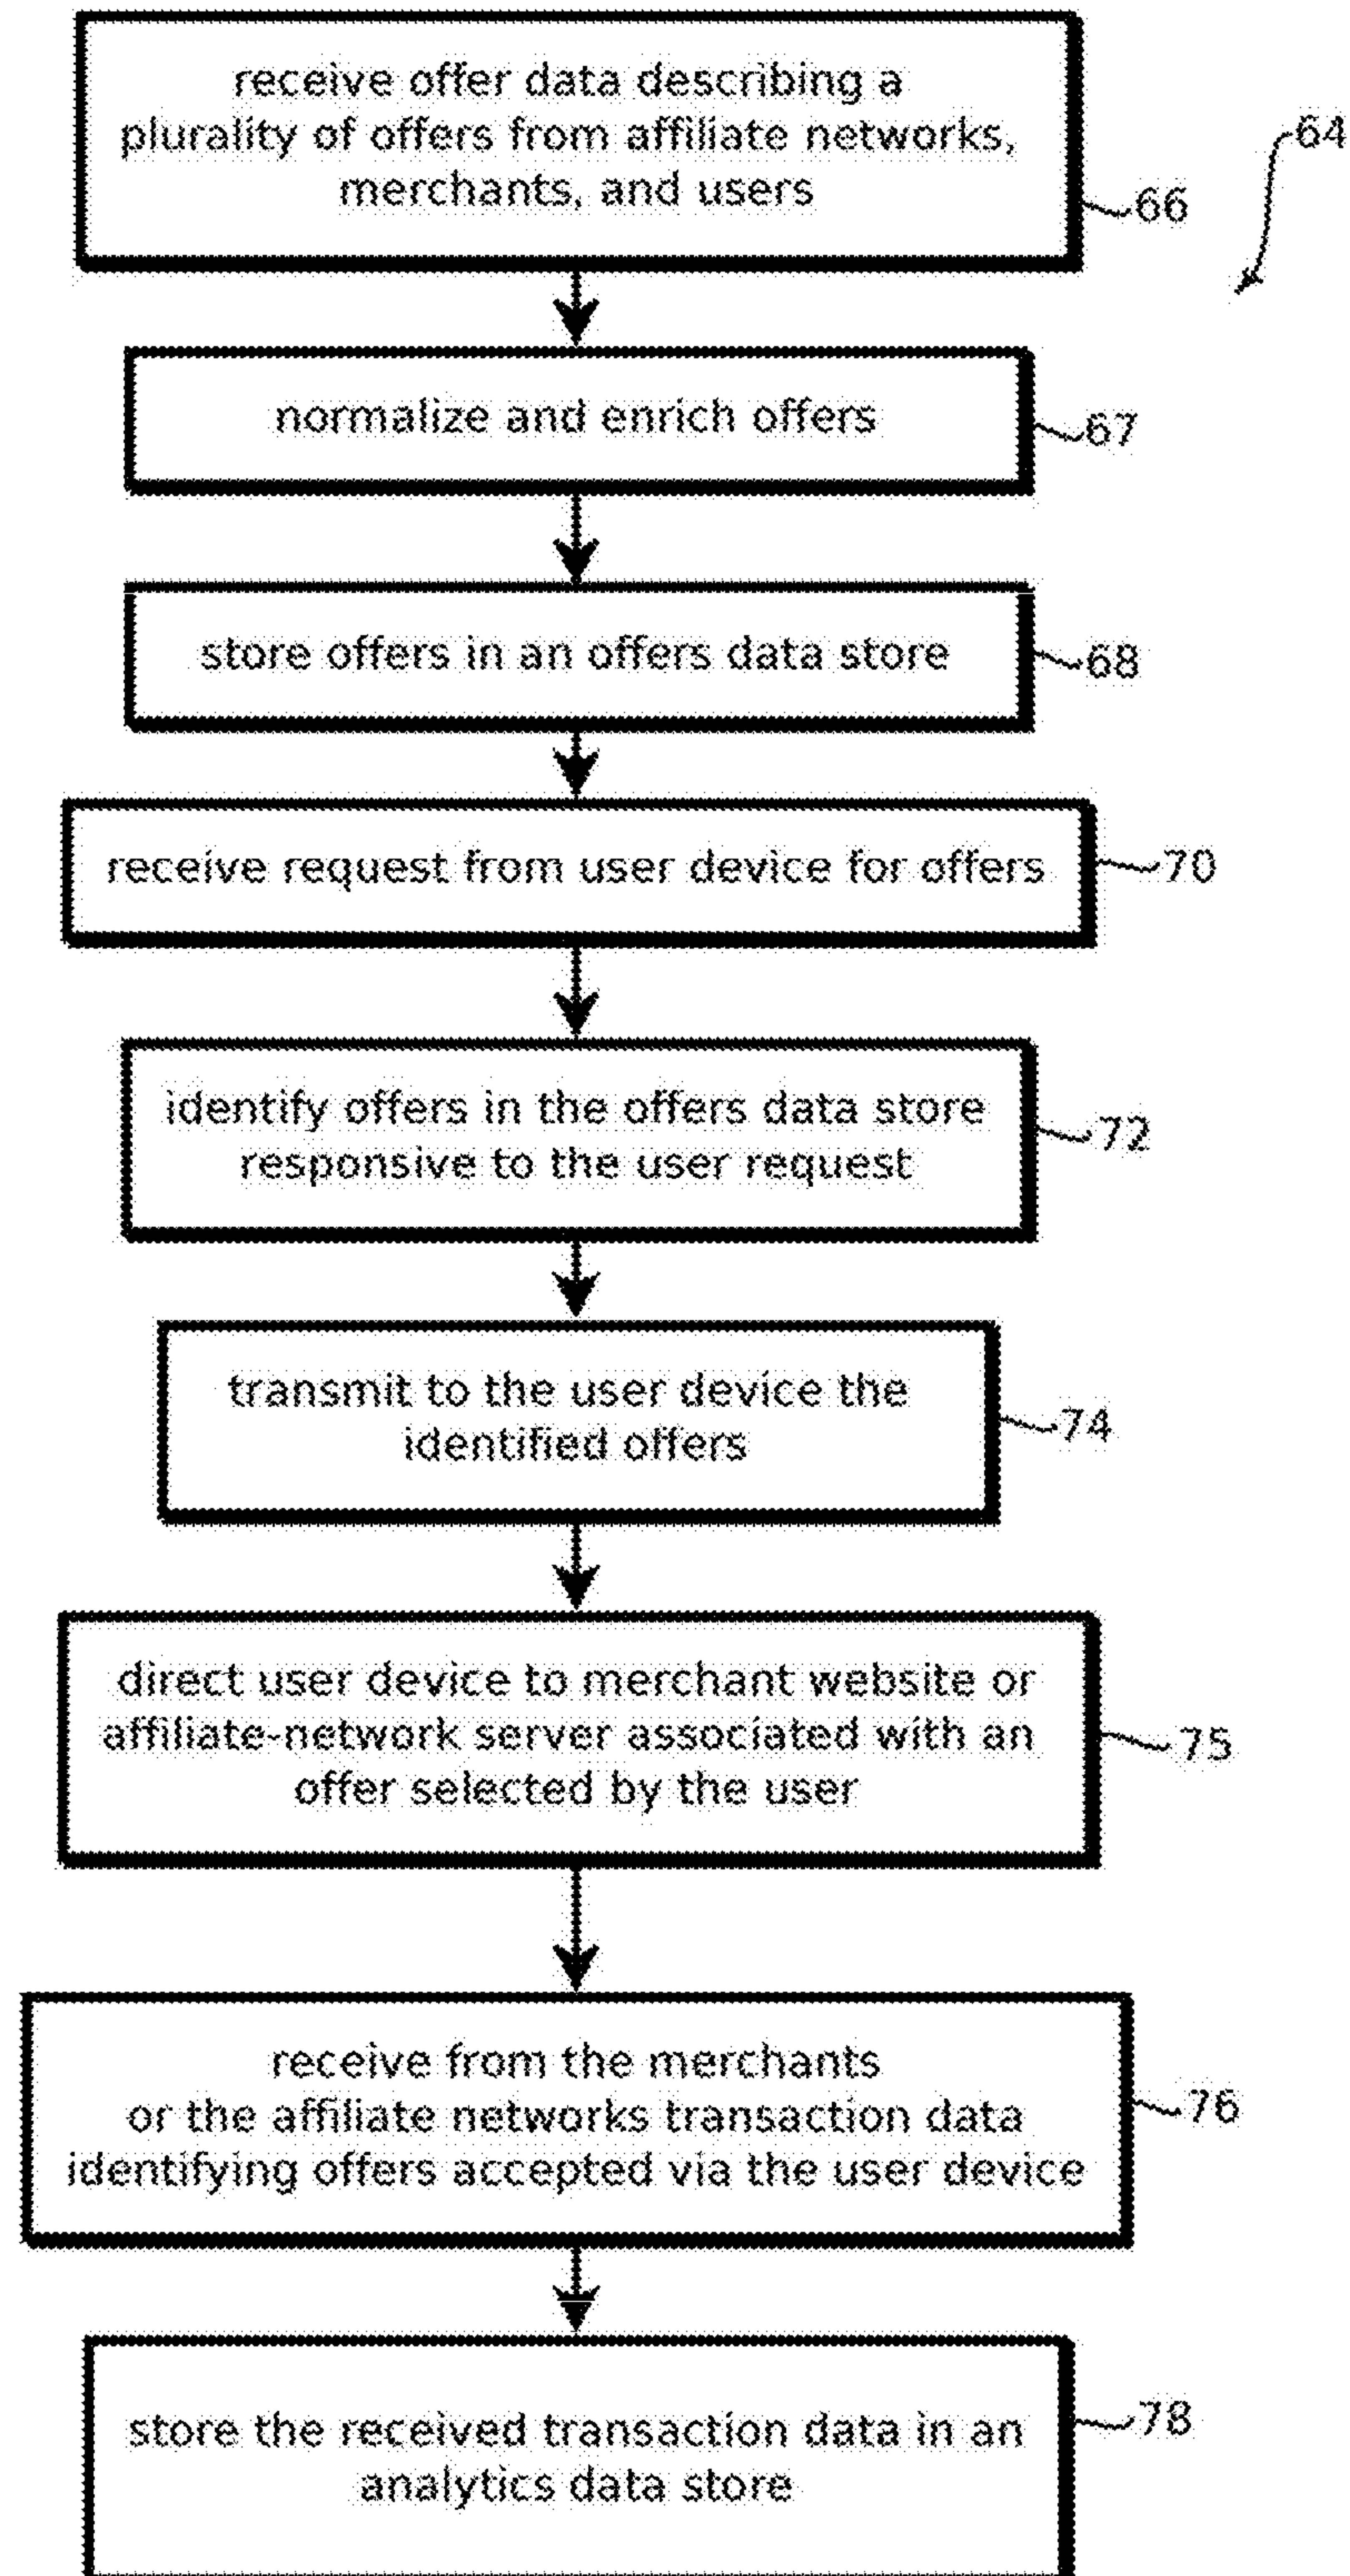 receive offer data describing a
plurality of offers from affiliate networks,
merchants, and users
64
66
normalize and enrich offers
67
store offers in an offers data store
68
receive request from user device for offers
70
identify offers in the offers data store
responsive to the user request
72
transmit to the user device the
identified offers
74
direct user device to merchant website or
affiliate-network server associated with an
offer selected by the user
75
receive from the merchants
or the affiliate networks transaction data
identifying offers accepted via the user device
76
store the received transaction data in an
analytics data store
78